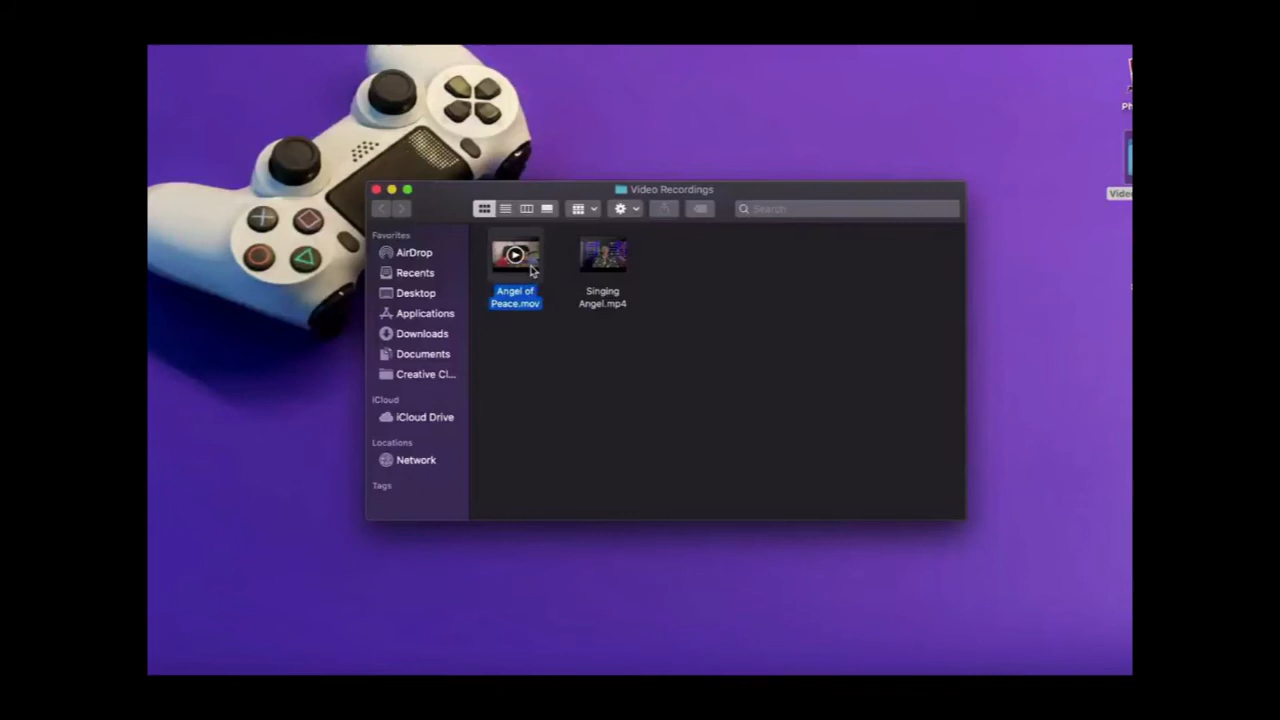 Video Recordings
Search
Favorites
AirDrop
Recents
Desktop
Applications
Downloads
Documents
Creative Cl...
iCloud
iCloud Drive
Locations
Network
Tags
Angel of
Peace.mov
Singing
Angel.mp4